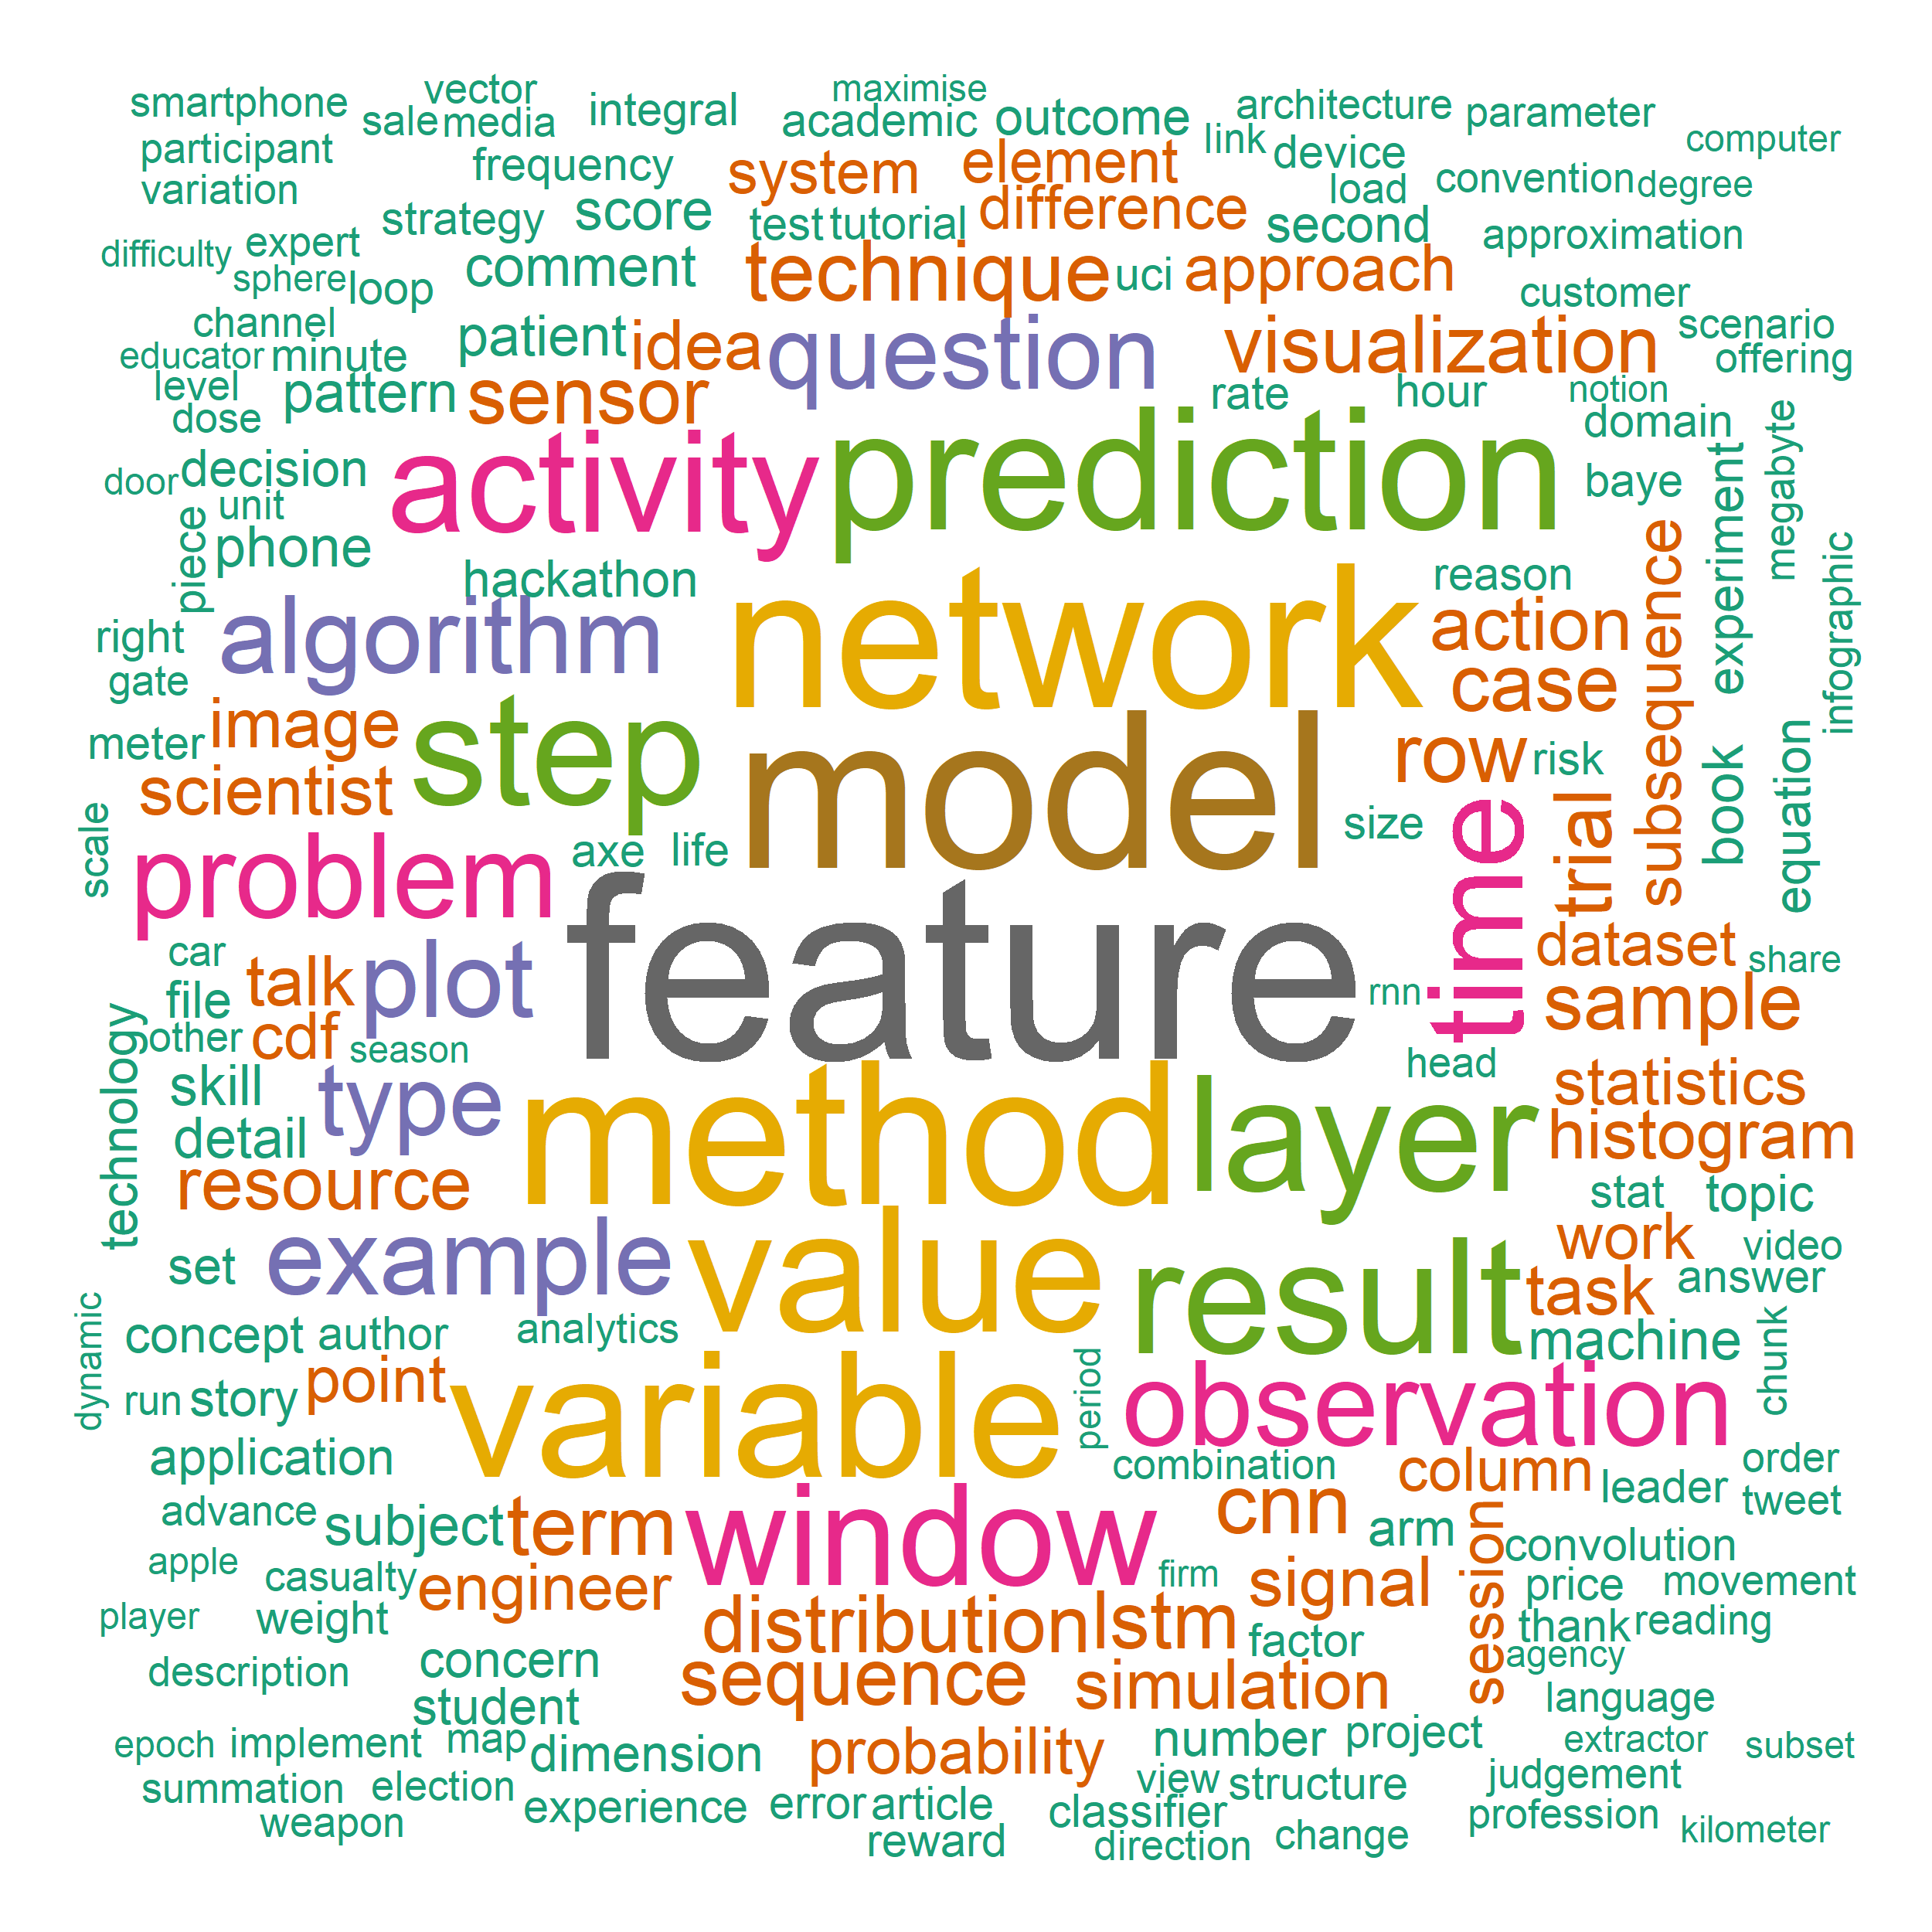 smartphone
vector
sale
media
integral
maximise
academic
outcome
architecture
parameter
computer
participant
variation
frequency
system
element
link
device
load
convention
degree
strategy
score
test
tutorial
difference
second
approximation
difficulty
expert
sphere
loop
comment
technique
uci
approach
customer
channel
educator
minute
patient
idea
question
visualization
scenario
offering
level
dose
pattern
sensor
rate
hour
notion
domain
megabyte
door
decision
unit
activity
prediction
baye
experiment
piece
phone
hackathon
network
reason
subsequence
infographic
right
gate
algorithm
action
case
meter
image
step
model
row
risk
book
equation
scientist
scale
problem
axe
life
size
time
trial
car
file
talk
plot
feature
rnn
dataset
share
sample
other
cdf
season
technology
skill
type
method
layer
head
statistics
detail
histogram
resource
stat
topic
set
example
value
result
work
video
task
answer
dynamic
concept
author
analytics
machine
chunk
run
story
point
variable
period
observation
application
combination
column
leader
order
tweet
advance
subject
term
window
cnn
arm
session
convolution
apple
casualty
engineer
firm
signal
price
movement
player
weight
distribution
lstm
factor
thank
reading
agency
description
concern
sequence
simulation
student
language
epoch
implement
map
dimension
probability
number
project
extractor
subset
summation
election
view
structure
judgement
weapon
experience
error
article
classifier
profession
reward
direction
change
kilometer